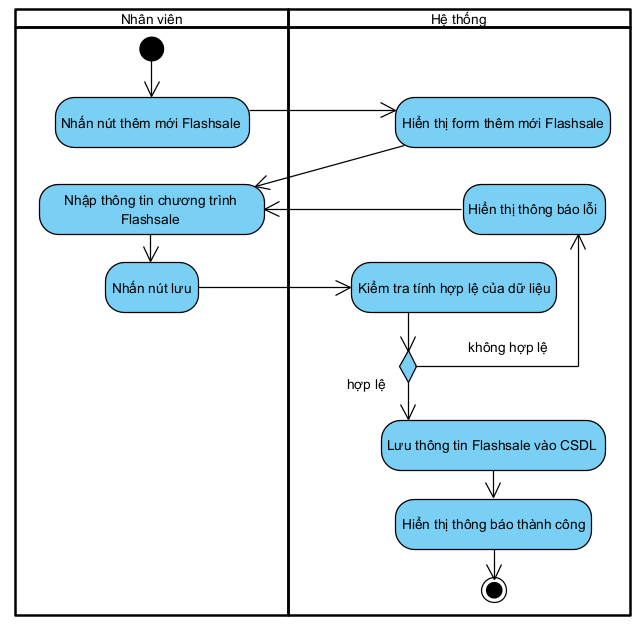 Nhân viên
Hệ thống
Nhấn nút thêm mới Flashsale
Hiển thị form thêm mới Flashsale
Nhập thông tin chương trình
Flashsale
Hiển thị thông báo lỗi
Nhấn nút lưu
Kiểm tra tính hợp lệ của dữ liệu
không hợp lệ
hợp lệ
Lưu thông tin Flashsale vào CSDL
Hiển thị thông báo thành công